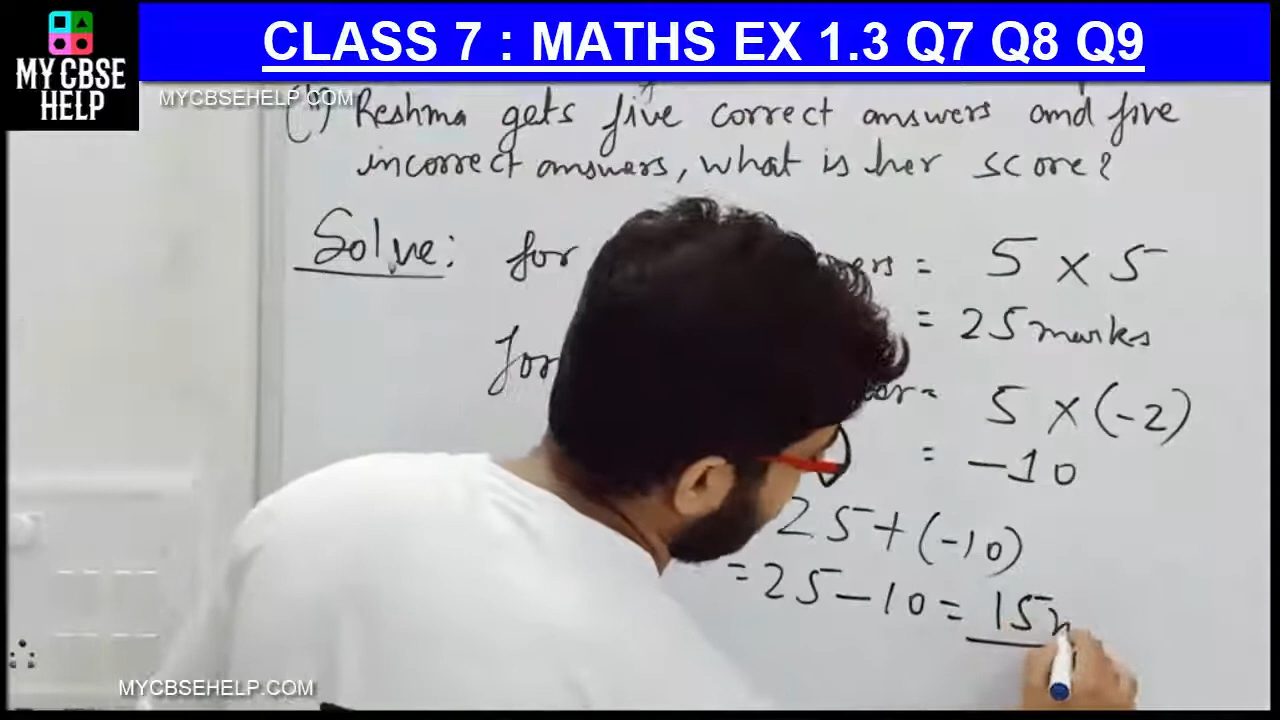 CLASS 7 : MATHS EX 1.3 Q7 Q8 Q9
MY CBSE
HELP
MYCBSEHELP.COM
Reshma gets five correct answers and five
incorrect answers, what is her score?
Solve: for = 5 × 5
= 25 marks
for = 5 × (-2)
= -10
25 + (-10)
= 25 - 10 = 15
MYCBSEHELP.COM